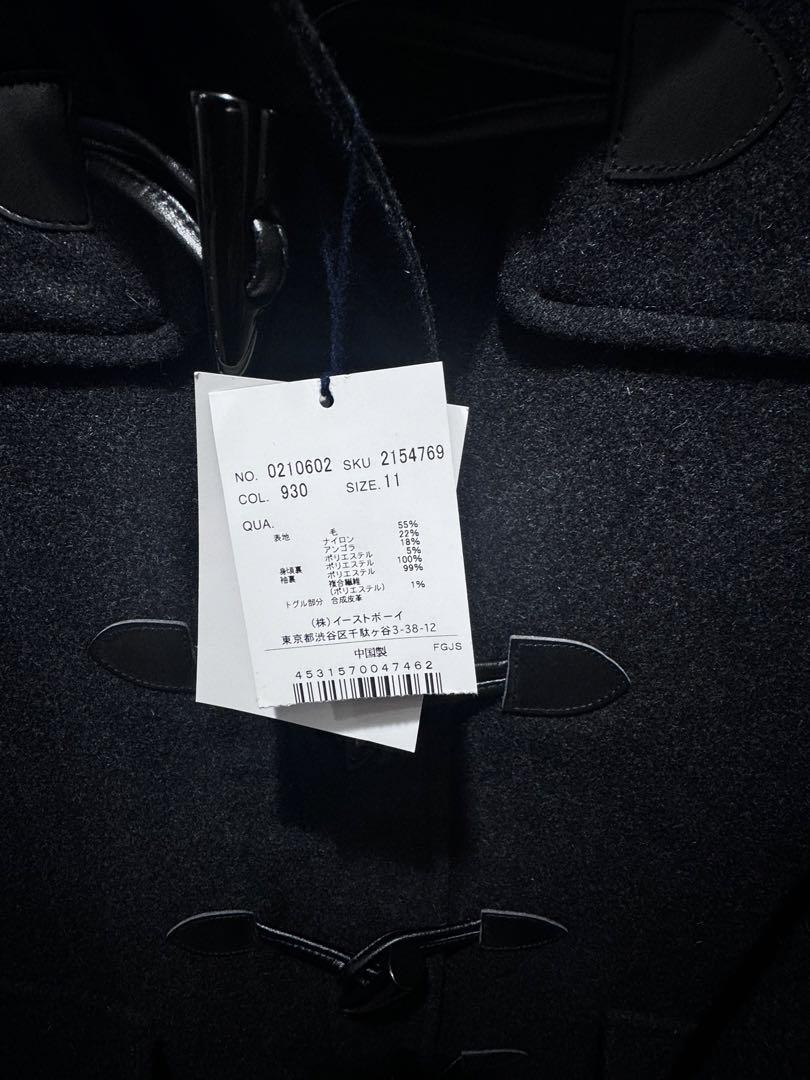 NO. 0210602 SKU 2154769
COL. 930 SIZE. 11
QUA.
表地 毛 55%
ナイロン 22%
アンゴラ 18%
ポリエステル 5%
身頃裏 ポリエステル 100%
袖裏 ポリエステル 99%
複合繊維
(ポリエステル) 1%
トグル部分 合成皮革
(株)イーストボーイ
東京都渋谷区千駄ヶ谷3-38-12
中国製 FGJS
4531570047462